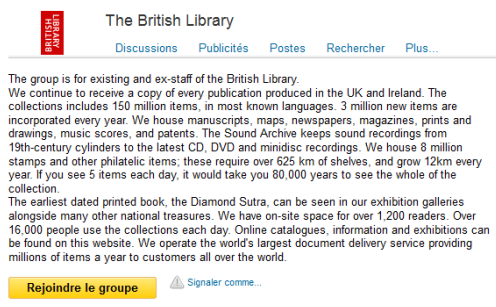 BRITISH
LIBRARY
The British Library
Discussions Publicités Postes Rechercher Plus...
The group is for existing and ex-staff of the British Library.
We continue to receive a copy of every publication produced in the UK and Ireland. The
collections includes 150 million items, in most known languages. 3 million new items are
incorporated every year. We house manuscripts, maps, newspapers, magazines, prints and
drawings, music scores, and patents. The Sound Archive keeps sound recordings from
19th-century cylinders to the latest CD, DVD and minidisc recordings. We house 8 million
stamps and other philatelic items; these require over 625 km of shelves, and grow 12km every
year. If you see 5 items each day, it would take you 80,000 years to see the whole of the
collection.
The earliest dated printed book, the Diamond Sutra, can be seen in our exhibition galleries
alongside many other national treasures. We have on-site space for over 1,200 readers. Over
16,000 people use the collections each day. Online catalogues, information and exhibitions can
be found on this website. We operate the world's largest document delivery service providing
millions of items a year to customers all over the world.
Rejoindre le groupe Signaler comme...